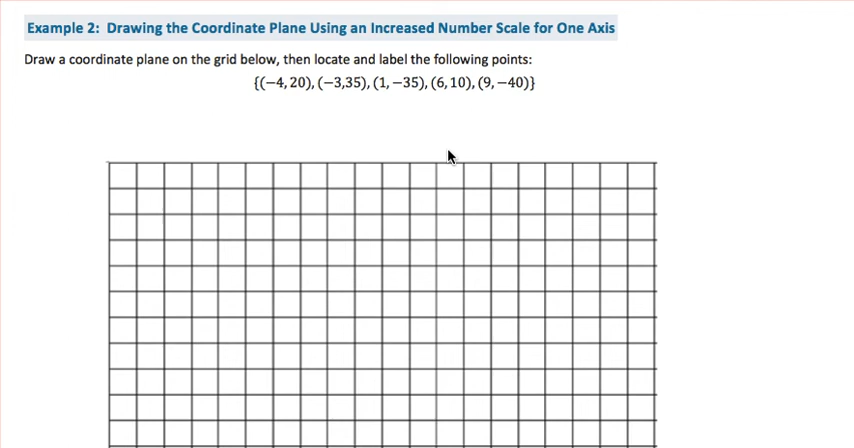 Example 2: Drawing the Coordinate Plane Using an Increased Number Scale for One Axis
Draw a coordinate plane on the grid below, then locate and label the following points:
{(−4, 20), (−3,35), (1, −35), (6, 10), (9, −40)}